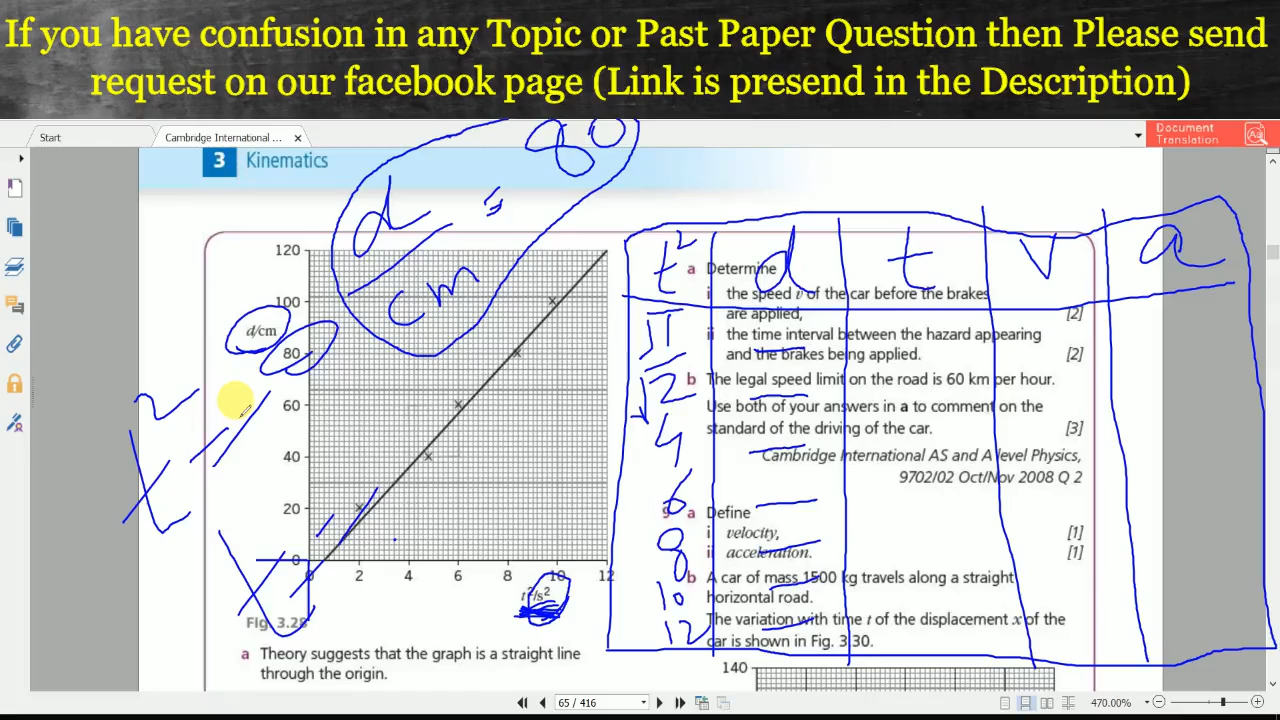 If you have confusion in any Topic or Past Paper Question then Please send
request on our facebook page (Link is presend in the Description)
Start
Cambridge International ...
Document
Translation
3 Kinematics
d/cm = 80
120
100
80
60
40
20
0
d/cm
0 2 4 6 8 10 12
t²/s²
Fig. 3.28
a Theory suggests that the graph is a straight line
through the origin.
t² d t v a
√2
4
6
8
10
12
a Determine
i the speed v of the car before the brakes
are applied, [2]
ii the time interval between the hazard appearing
and the brakes being applied. [2]
b The legal speed limit on the road is 60 km per hour.
Use both of your answers in a to comment on the
standard of the driving of the car. [3]
Cambridge International AS and A level Physics,
9702/02 Oct/Nov 2008 Q 2
9 a Define
i velocity, [1]
ii acceleration. [1]
b A car of mass 1500 kg travels along a straight
horizontal road.
The variation with time t of the displacement x of the
car is shown in Fig. 3.30.
140
65 / 416
470.00%